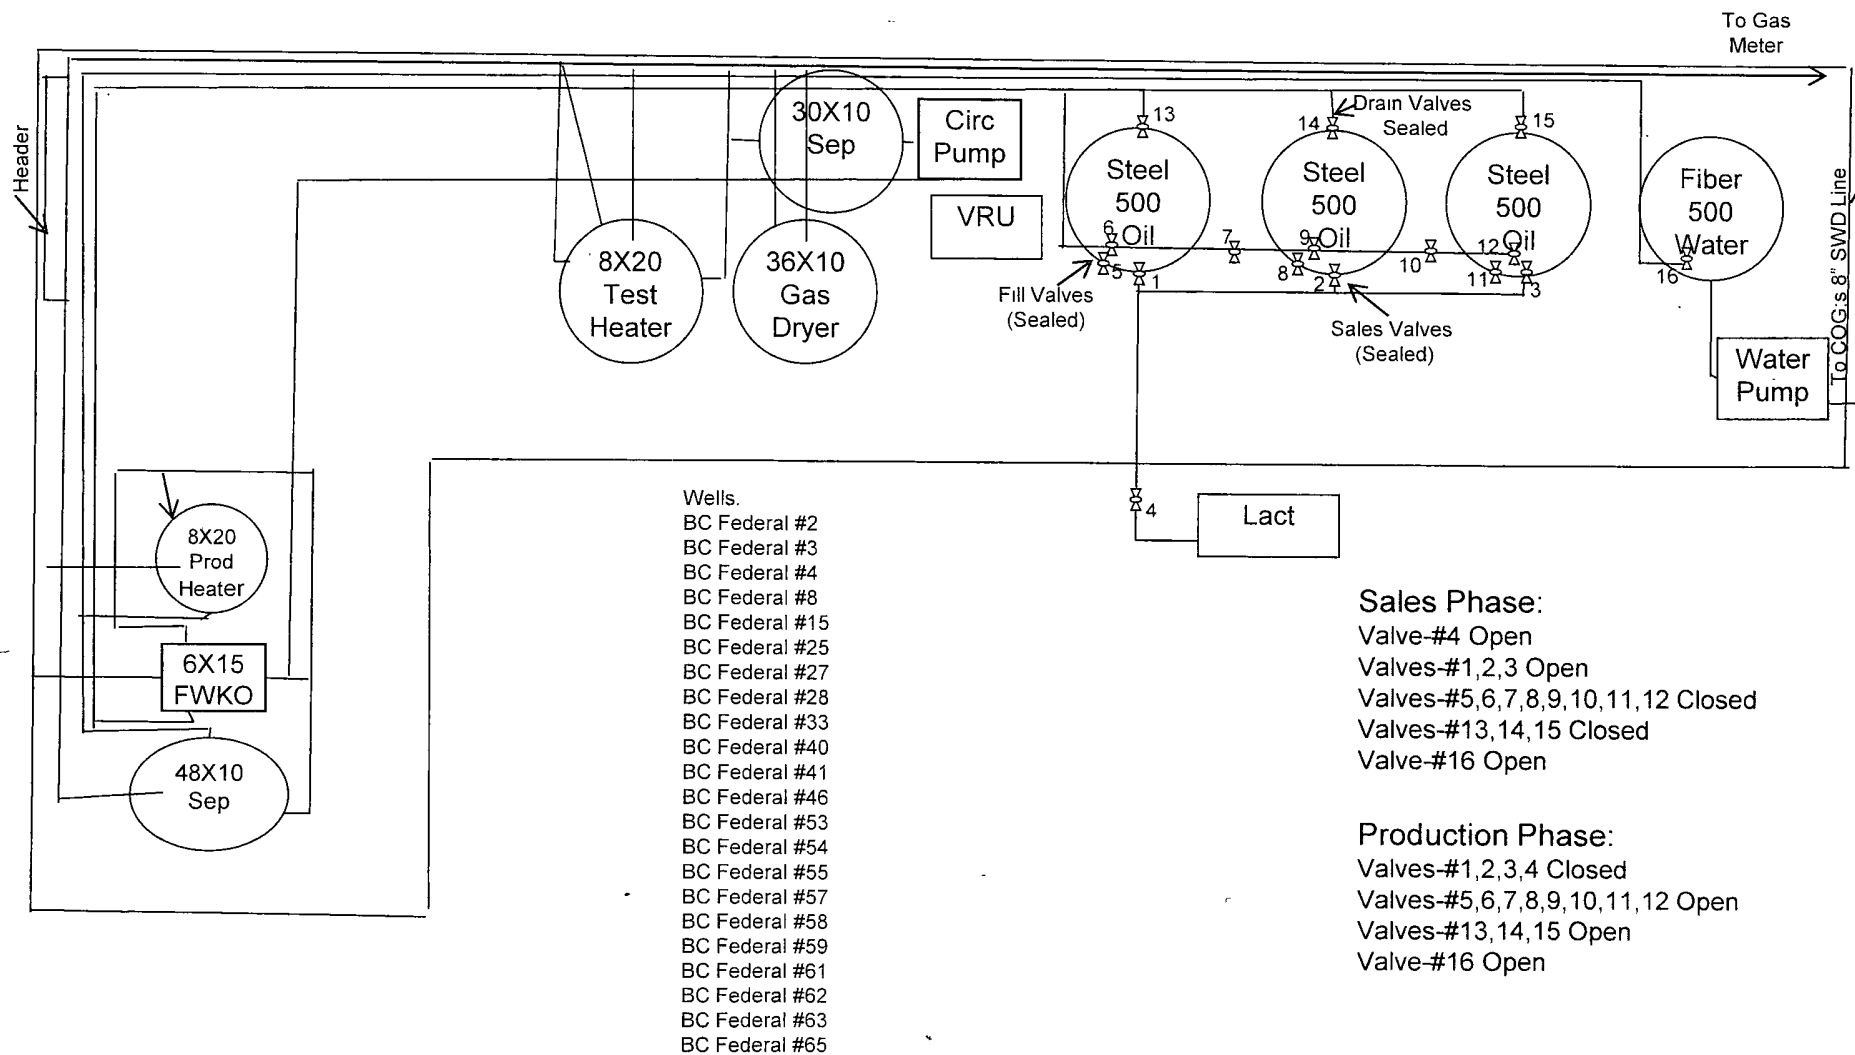 To Gas
Meter
Header
30X10
Sep
Circ
Pump
VRU
8X20
Test
Heater
36X10
Gas
Dryer
13
Steel
500
Oil
6
5
1
Fill Valves
(Sealed)
7
14
Drain Valves
Sealed
Steel
500
Oil
9
8
2
Sales Valves
(Sealed)
10
15
Steel
500
Oil
12
11
3
Fiber
500
Water
16
Water
Pump
To COG:s 8" SWD Line
4
Lact
8X20
Prod
Heater
6X15
FWKO
48X10
Sep
Wells.
BC Federal #2
BC Federal #3
BC Federal #4
BC Federal #8
BC Federal #15
BC Federal #25
BC Federal #27
BC Federal #28
BC Federal #33
BC Federal #40
BC Federal #41
BC Federal #46
BC Federal #53
BC Federal #54
BC Federal #55
BC Federal #57
BC Federal #58
BC Federal #59
BC Federal #61
BC Federal #62
BC Federal #63
BC Federal #65
Sales Phase:
Valve-#4 Open
Valves-#1,2,3 Open
Valves-#5,6,7,8,9,10,11,12 Closed
Valves-#13,14,15 Closed
Valve-#16 Open
Production Phase:
Valves-#1,2,3,4 Closed
Valves-#5,6,7,8,9,10,11,12 Open
Valves-#13,14,15 Open
Valve-#16 Open